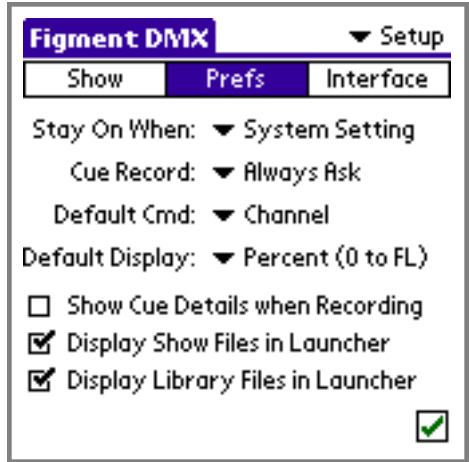 Figment DMX Setup
Show Prefs Interface
Stay On When: System Setting
Cue Record: Always Ask
Default Cmd: Channel
Default Display: Percent (0 to FL)
Show Cue Details when Recording
Display Show Files in Launcher
Display Library Files in Launcher